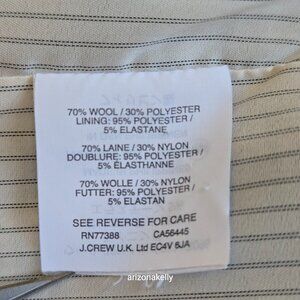 70% WOOL / 30% POLYESTER
LINING: 95% POLYESTER /
5% ELASTANE
70% LAINE / 30% NYLON
DOUBLURE: 95% POLYESTER /
5% ÉLASTHANNE
70% WOLLE / 30% NYLON
FUTTER: 95% POLYESTER /
5% ELASTAN
SEE REVERSE FOR CARE
RN77388 CA56445
J.CREW U.K. Ltd EC4V 6JA
arizonakelly